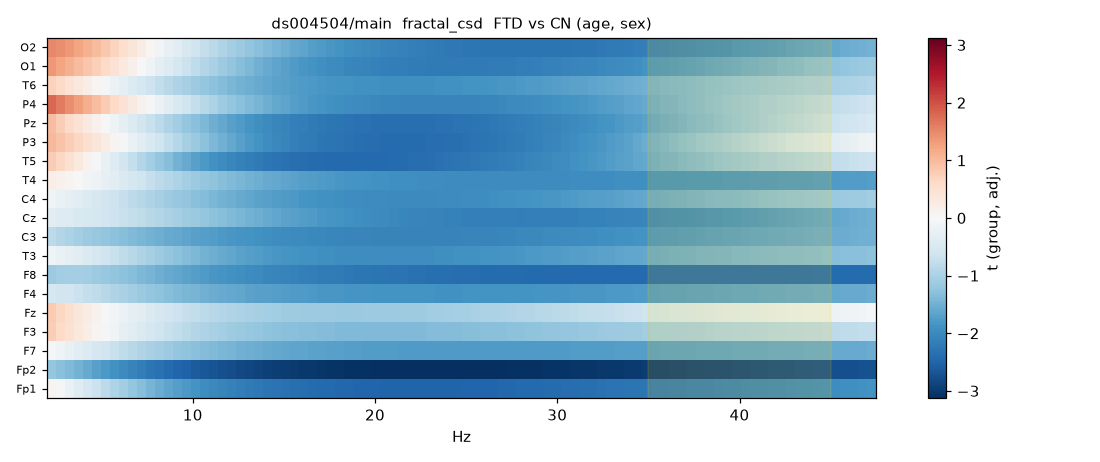 ds004504/main  fractal_csd  FTD vs CN (age, sex)
O2
O1
T6
P4
Pz
P3
T5
T4
C4
Cz
C3
T3
F8
F4
Fz
F3
F7
Fp2
Fp1
10
20
30
40
Hz
3
2
1
0
−1
−2
−3
t (group, adj.)